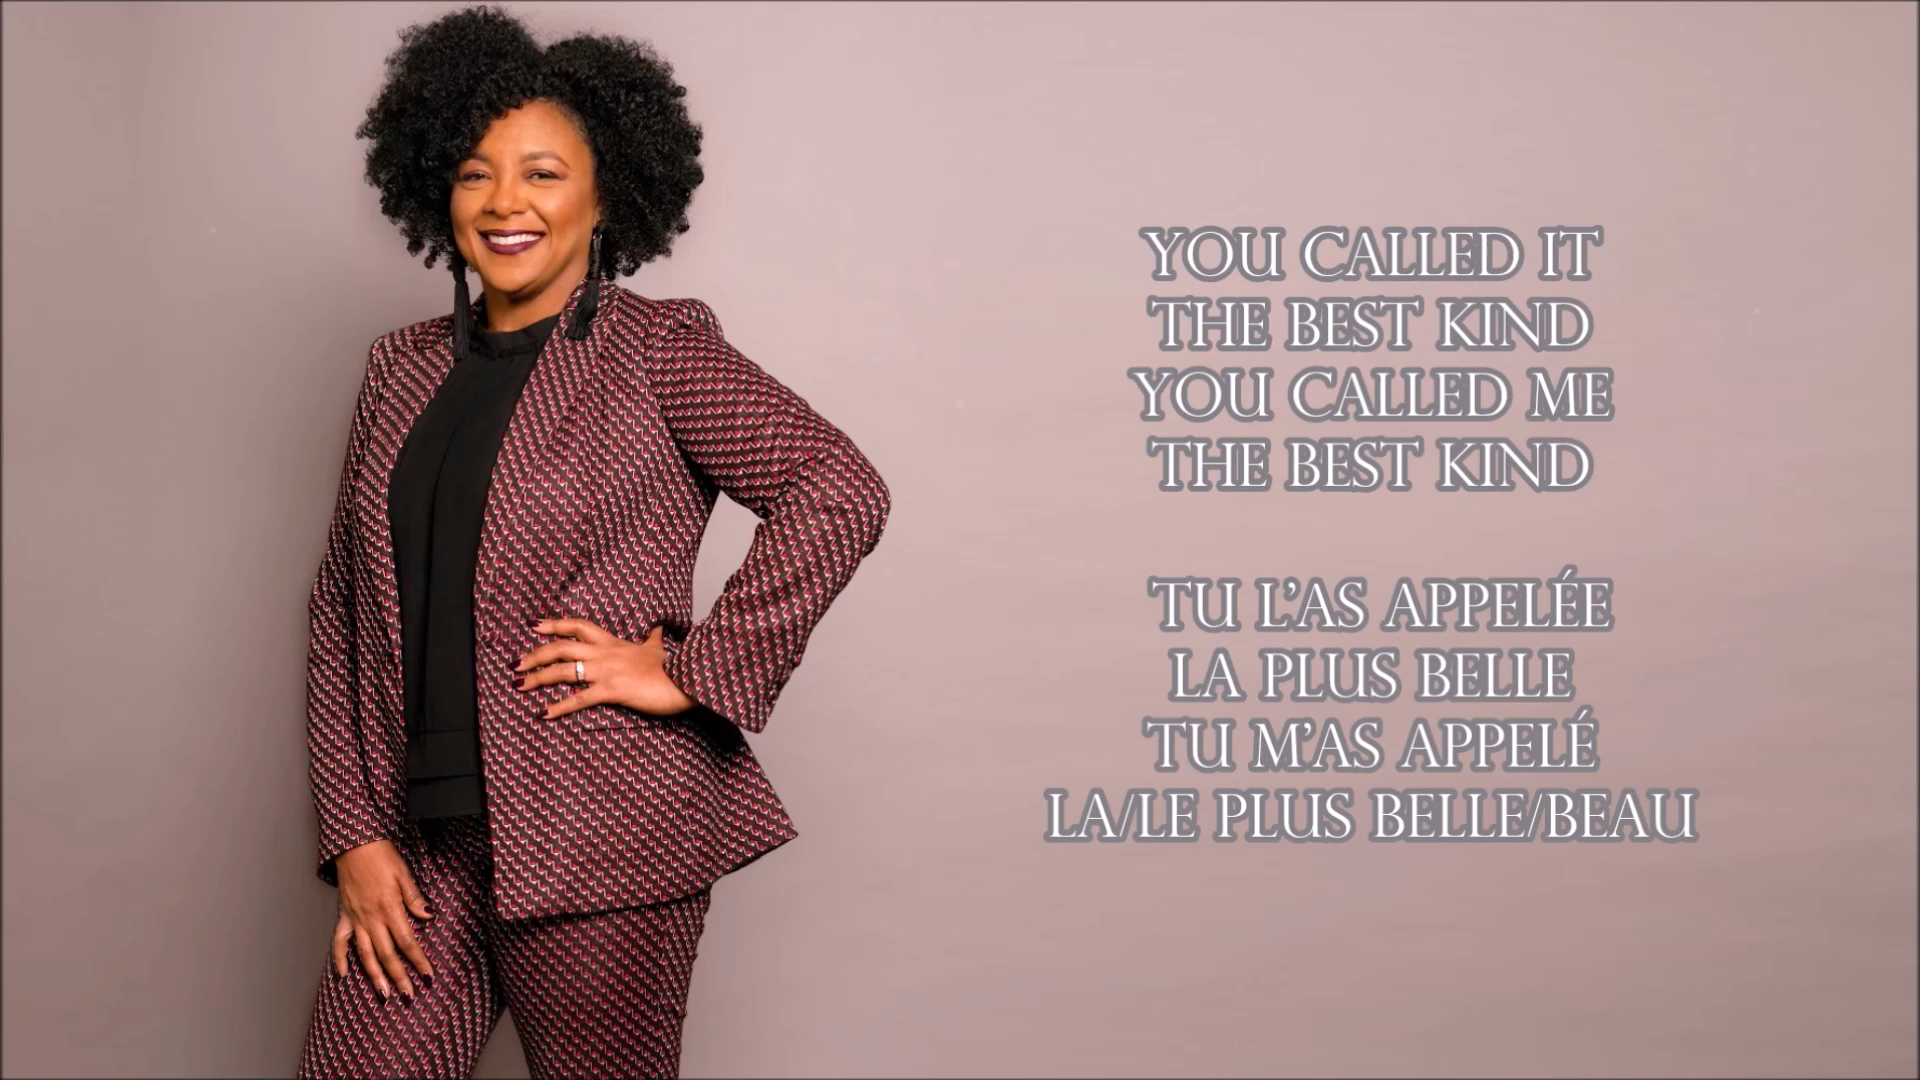 YOU CALLED IT
THE BEST KIND
YOU CALLED ME
THE BEST KIND
TU L'AS APPELÉE
LA PLUS BELLE
TU M'AS APPELÉ
LA/LE PLUS BELLE/BEAU